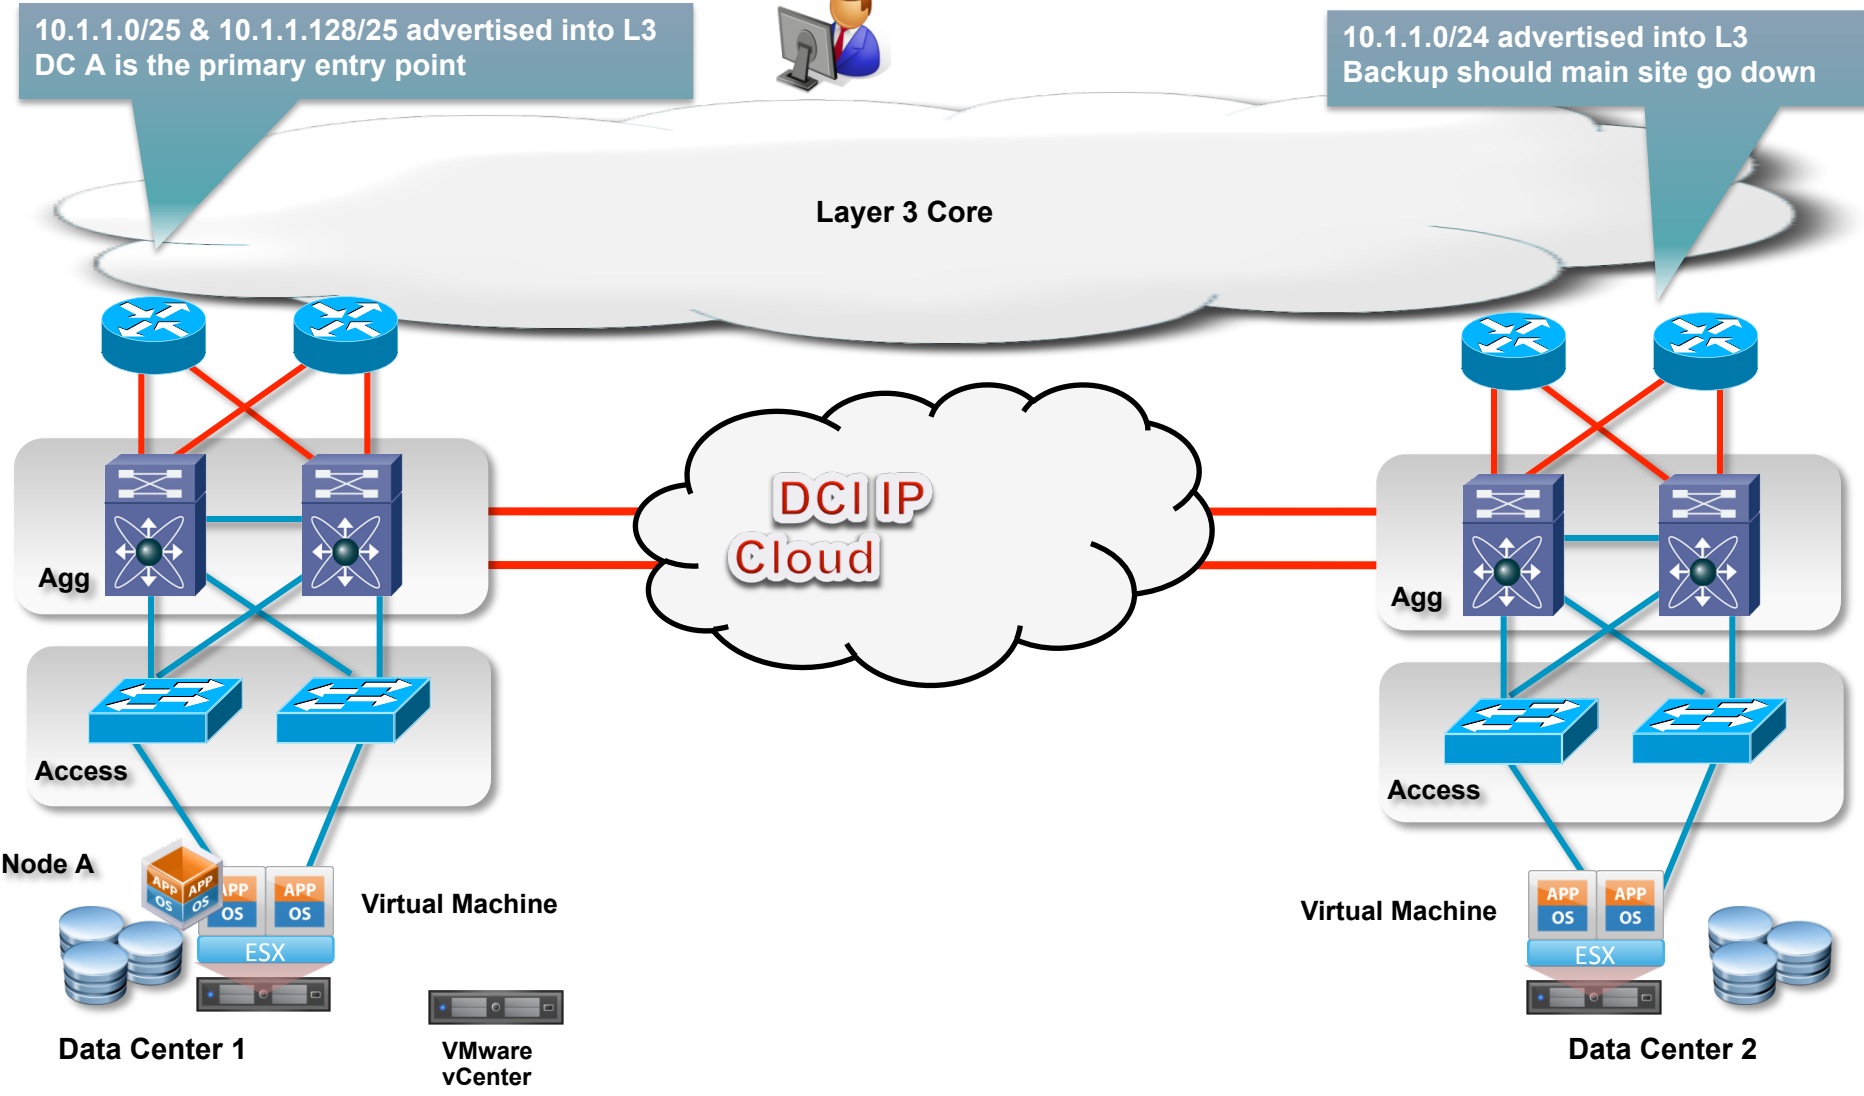 10.1.1.0/25 & 10.1.1.128/25 advertised into L3
DC A is the primary entry point
10.1.1.0/24 advertised into L3
Backup should main site go down
Layer 3 Core
DCI IP
Cloud
Agg
Agg
Access
Access
Node A
APP APP
OS OS
APP
OS
APP
OS
ESX
Virtual Machine
Virtual Machine
APP
OS
APP
OS
ESX
Data Center 1
VMware
vCenter
Data Center 2